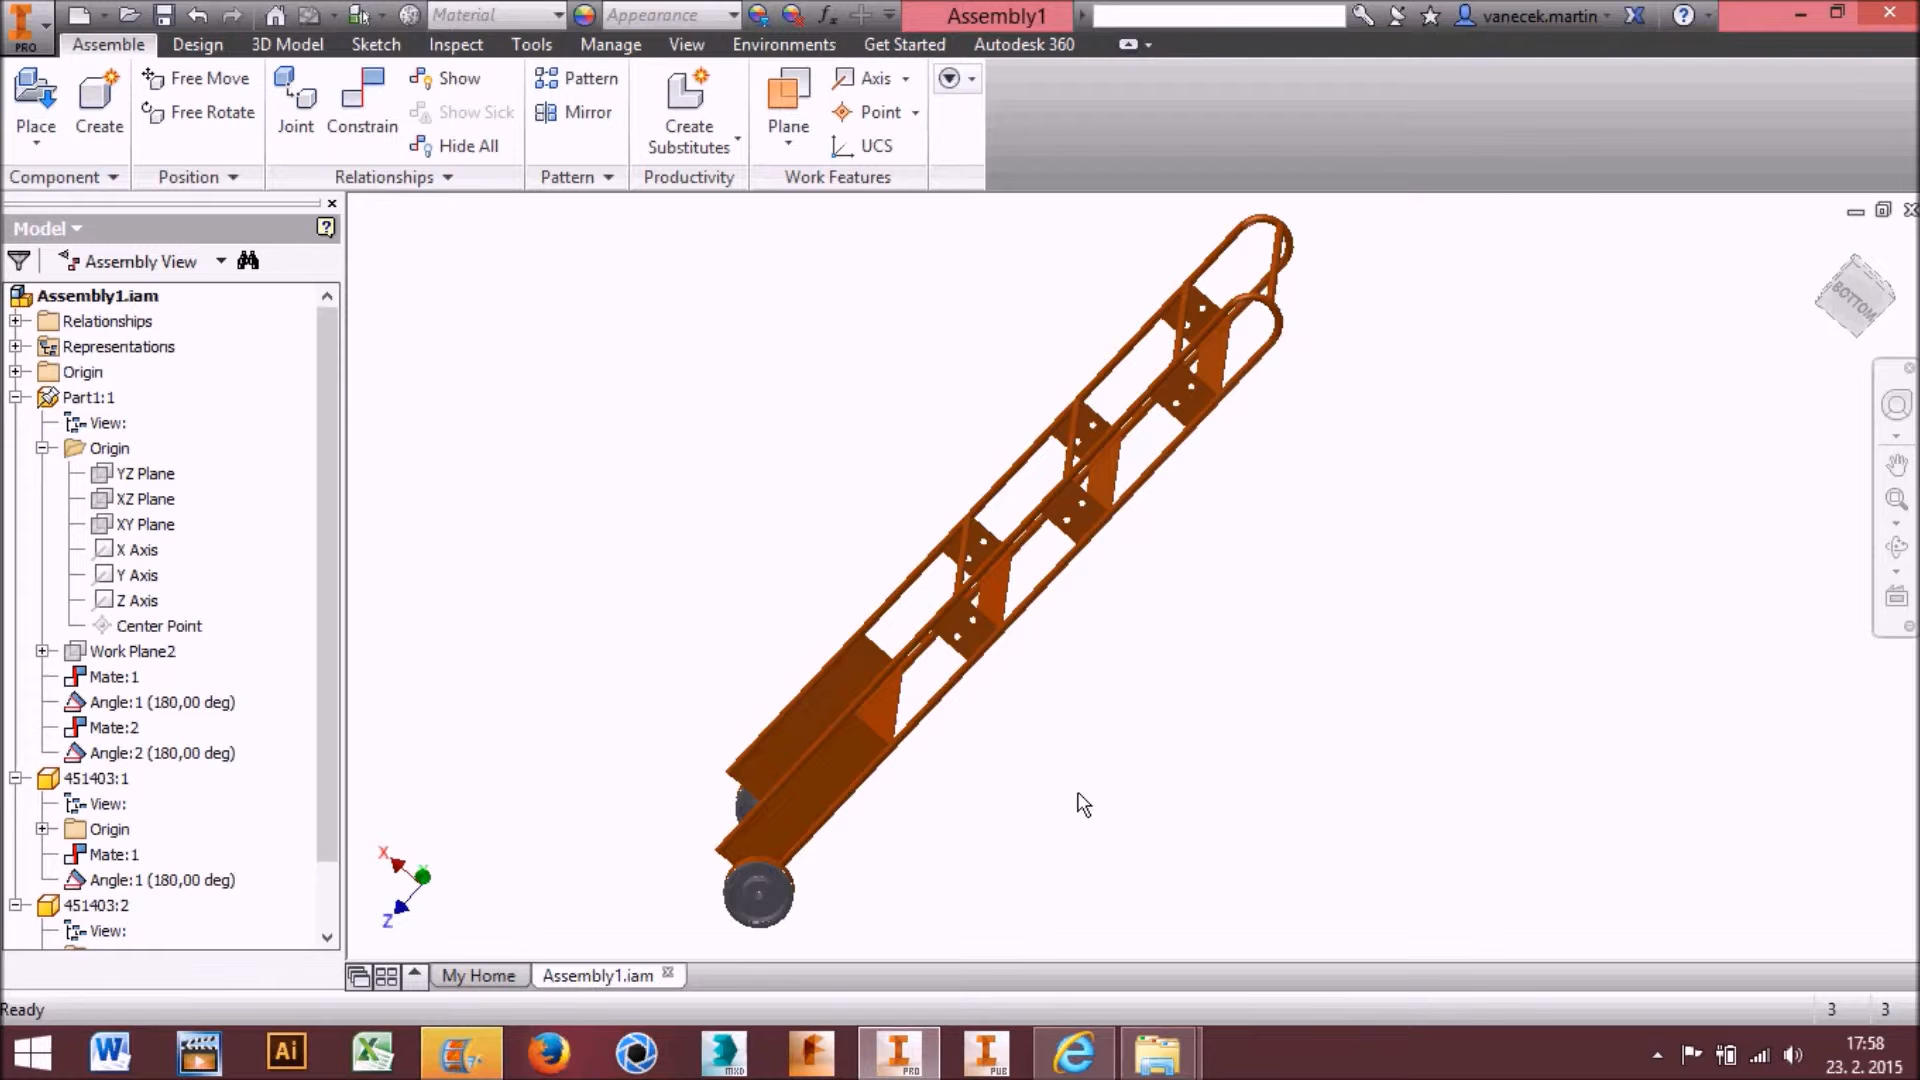 PRO
Material
Appearance
fx
Assembly1
vanecek.martin
Assemble
Design
3D Model
Sketch
Inspect
Tools
Manage
View
Environments
Get Started
Autodesk 360
Place
Create
Free Move
Free Rotate
Joint
Constrain
Show
Show Sick
Hide All
Pattern
Mirror
Create
Substitutes
Plane
Axis
Point
UCS
Component
Position
Relationships
Pattern
Productivity
Work Features
Model
Assembly View
Assembly1.iam
Relationships
Representations
Origin
Part1:1
View:
Origin
YZ Plane
XZ Plane
XY Plane
X Axis
Y Axis
Z Axis
Center Point
Work Plane2
Mate:1
Angle:1 (180,00 deg)
Mate:2
Angle:2 (180,00 deg)
451403:1
View:
Origin
Mate:1
Angle:1 (180,00 deg)
451403:2
View:
BOTTOM
X
Z
My Home
Assembly1.iam
Ready
3 3
Ai
MXD
PRO
PUB
17:58
23. 2. 2015